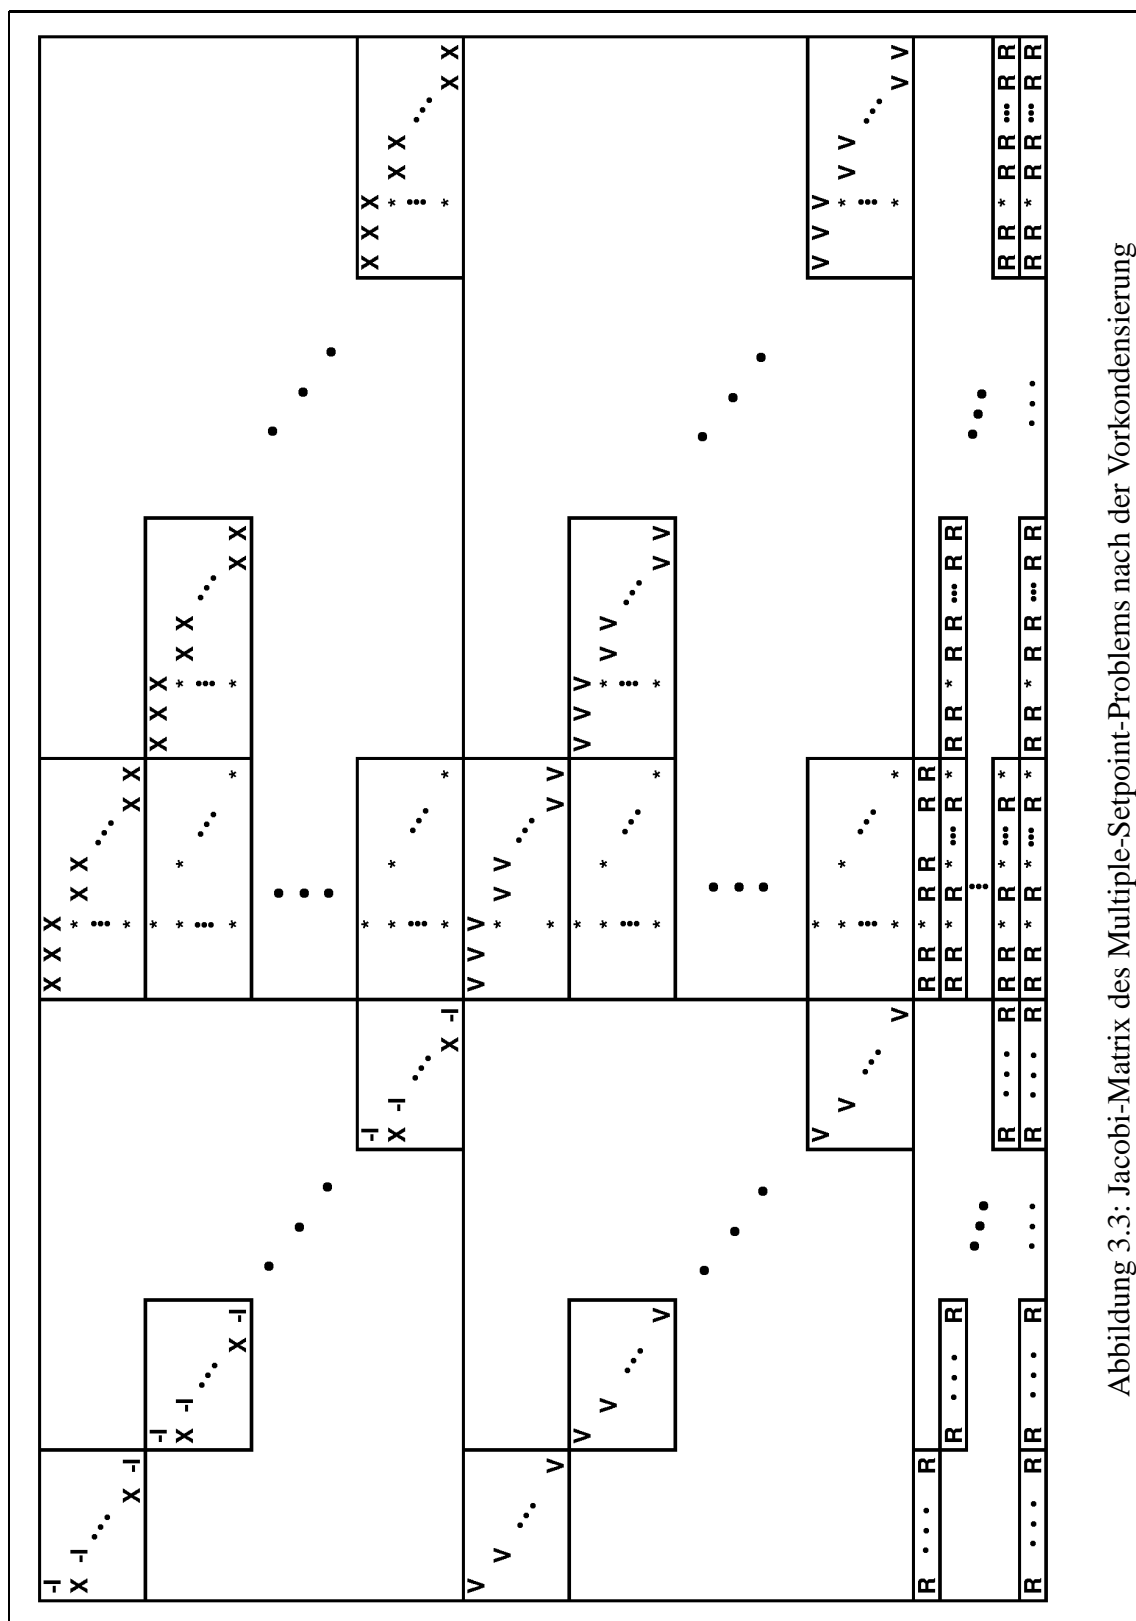 -I X X X
X -I * X X
⋱ ⋮ ⋱
X -I * X X
-I * X X X
X -I * * * X X
⋱ ⋮ ⋱ ⋮ ⋱
X -I * * * X X
⋱ ⋮ ⋱
-I * X X X
X -I * * * X X
⋱ ⋮ ⋱ ⋮ ⋱
X -I * * * X X
V V V V
V * V V
⋱ ⋱
V * V V
V * V V V
V * * * V V
⋱ ⋮ ⋱ ⋮ ⋱
V * * * V V
⋱ ⋮ ⋱
V * V V V
V * * * V V
⋱ ⋮ ⋱ ⋮ ⋱
V * * * V V
R ... R R R * R R R R
R ... R R R * R * ... R * R R * R R ... R R
⋱ ⋮ ⋱
R ... R R R * R * ... R * R R * R R ... R R
R ... R R ... R ... R ... R R R * R * ... R * R R * R R ... R R ... R R * R R ... R R
Abbildung 3.3: Jacobi-Matrix des Multiple-Setpoint-Problems nach der Vorkondensierung